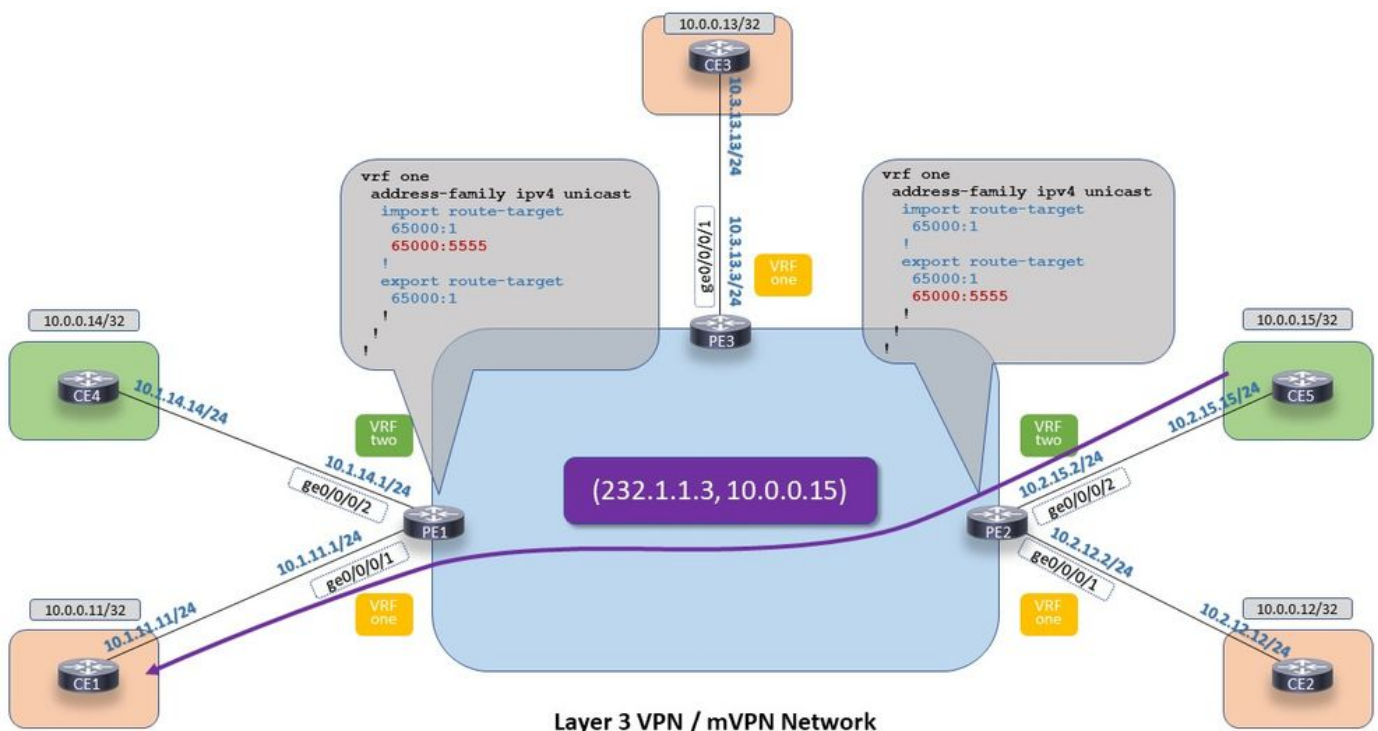 10.0.0.13/32
CE3
10.3.13.13/24
vrf one
address-family ipv4 unicast
import route-target
65000:1
65000:5555
!
export route-target
65000:1
!
!
!
vrf one
address-family ipv4 unicast
import route-target
65000:1
!
export route-target
65000:1
65000:5555
!
!
!
ge0/0/0/1
10.3.13.3/24
VRF
one
PE3
10.0.0.14/32
CE4
10.1.14.14/24
VRF
two
10.1.14.1/24
ge0/0/0/2
PE1
10.0.0.15/32
CE5
10.2.15.15/24
VRF
two
10.2.15.2/24
ge0/0/0/2
PE2
(232.1.1.3, 10.0.0.15)
10.1.11.1/24
ge0/0/0/1
VRF
one
10.0.0.11/32
10.1.11.11/24
CE1
10.2.12.2/24
ge0/0/0/1
VRF
one
10.0.0.12/32
10.2.12.12/24
CE2
Layer 3 VPN / mVPN Network